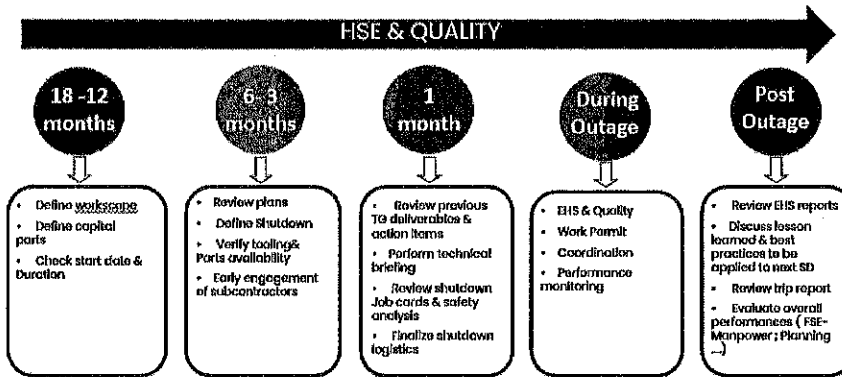 HSE & QUALITY
18 -12
months
6- 3
months
1
month
During
Outage
Post
Outage
• Define workscope
• Define capital
parts
• Check start date &
Duration
• Review plans
• Define Shutdown
• Verify tooling&
Parts availability
• Early engagement
of subcontractors
• Review previous
TG deliverables &
action items
• Perform technical
briefing
• Review shutdown
Job cards & safety
analysis
• Finalize shutdown
logistics
• EHS & Quality
• Work Permit
• Coordination
• Performance
monitoring
• Review EHS reports
• Discuss lesson
learned & best
practices to be
applied to next SD
• Review trip report
• Evaluate overall
performances ( FSE-
Manpower ; Planning
...)